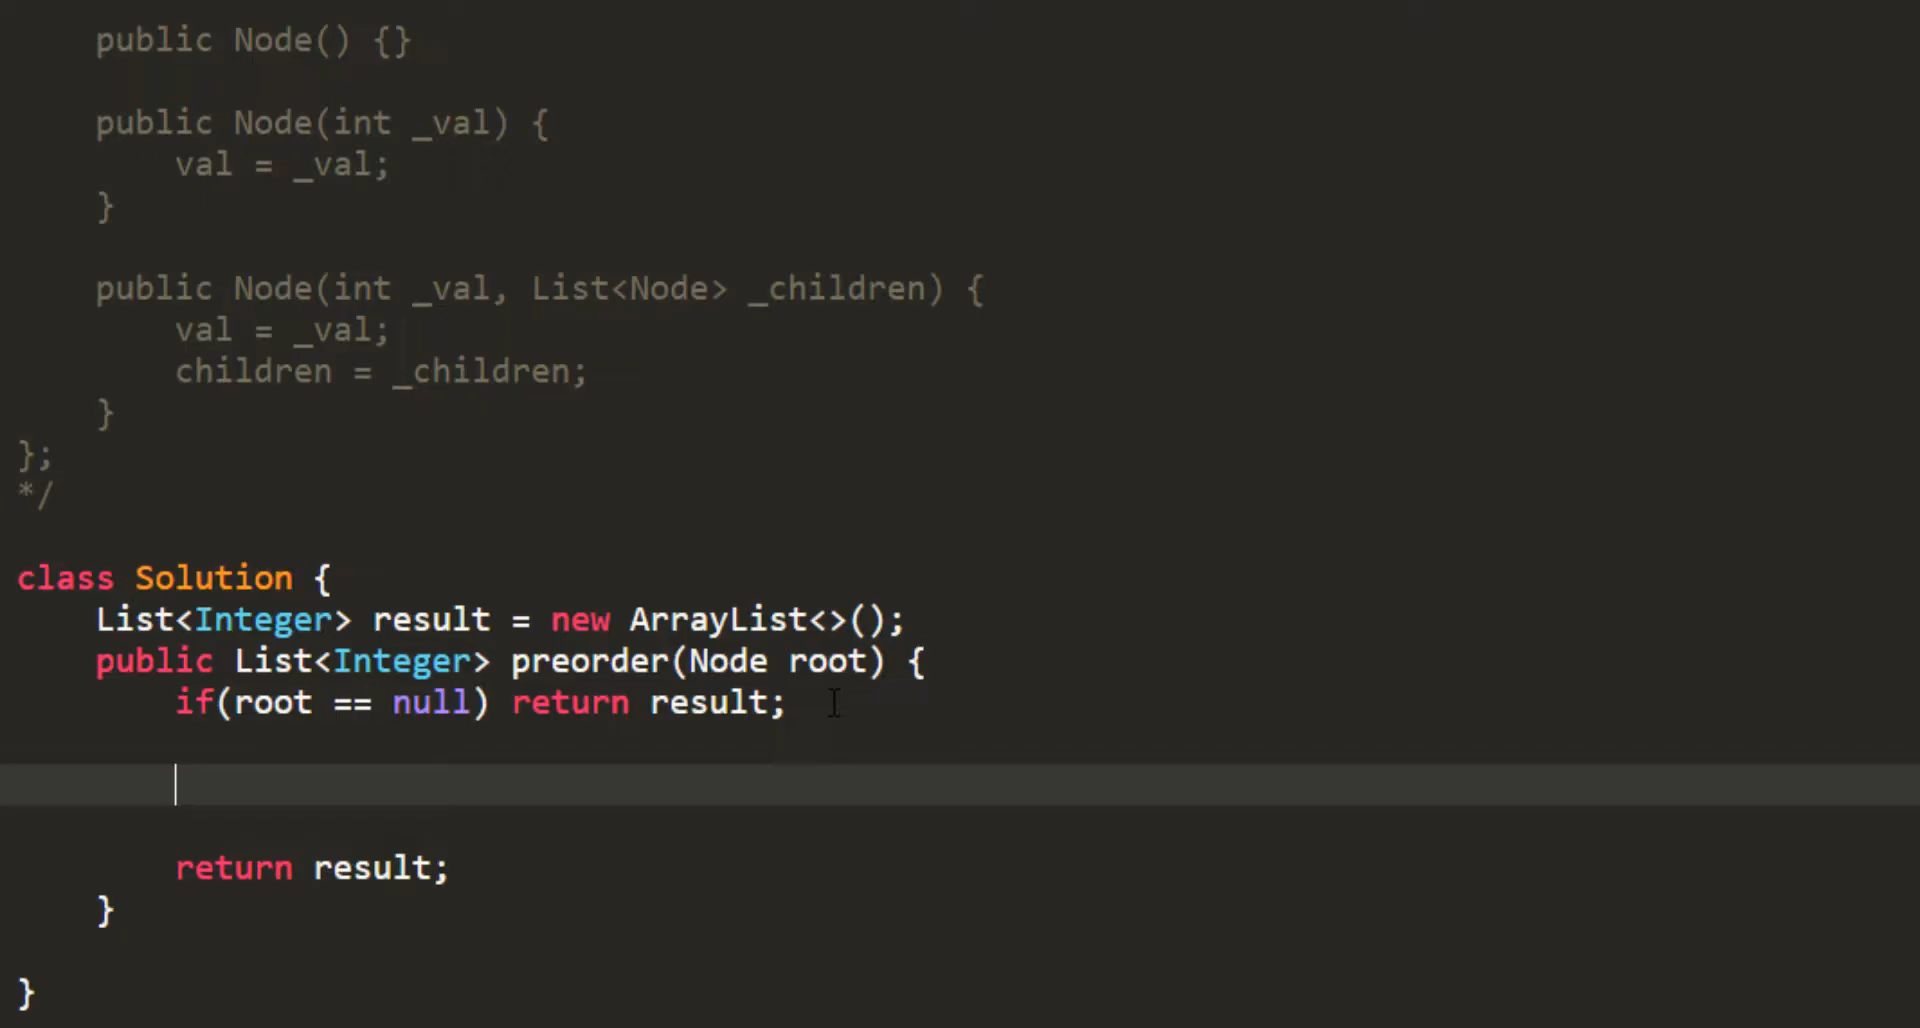 public Node() {}
public Node(int _val) {
val = _val;
}
public Node(int _val, List<Node> _children) {
val = _val;
children = _children;
}
};
*/
class Solution {
List<Integer> result = new ArrayList<>();
public List<Integer> preorder(Node root) {
if(root == null) return result;
return result;
}
}